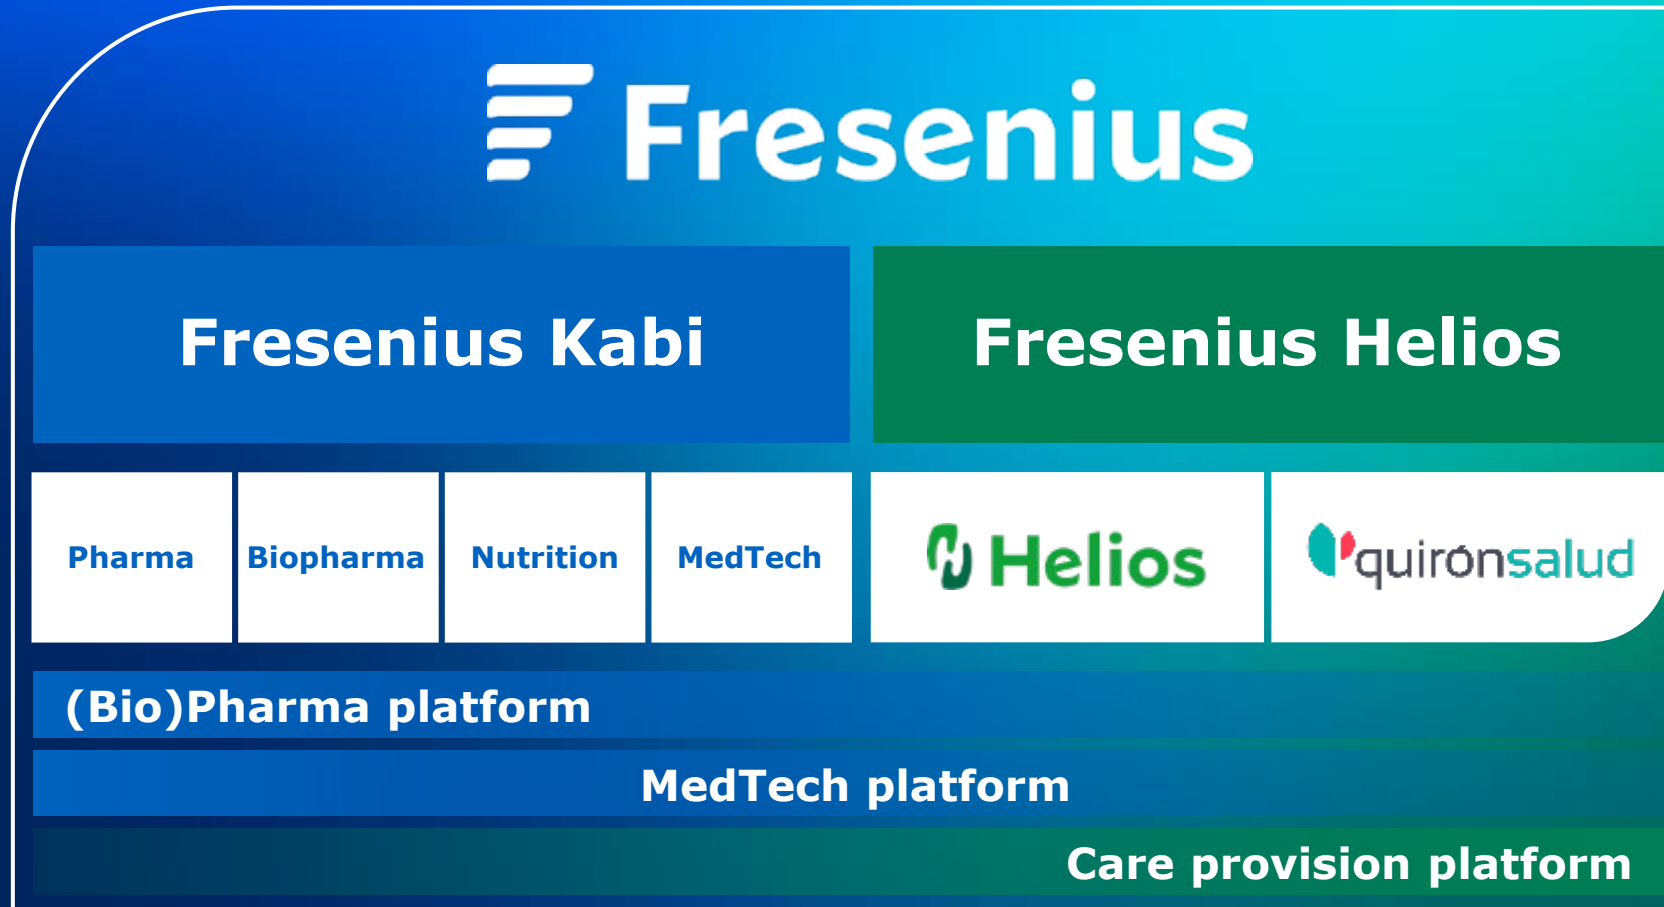 Fresenius
Fresenius Kabi
Fresenius Helios
Pharma
Biopharma
Nutrition
MedTech
Helios
quirónsalud
(Bio)Pharma platform
MedTech platform
Care provision platform